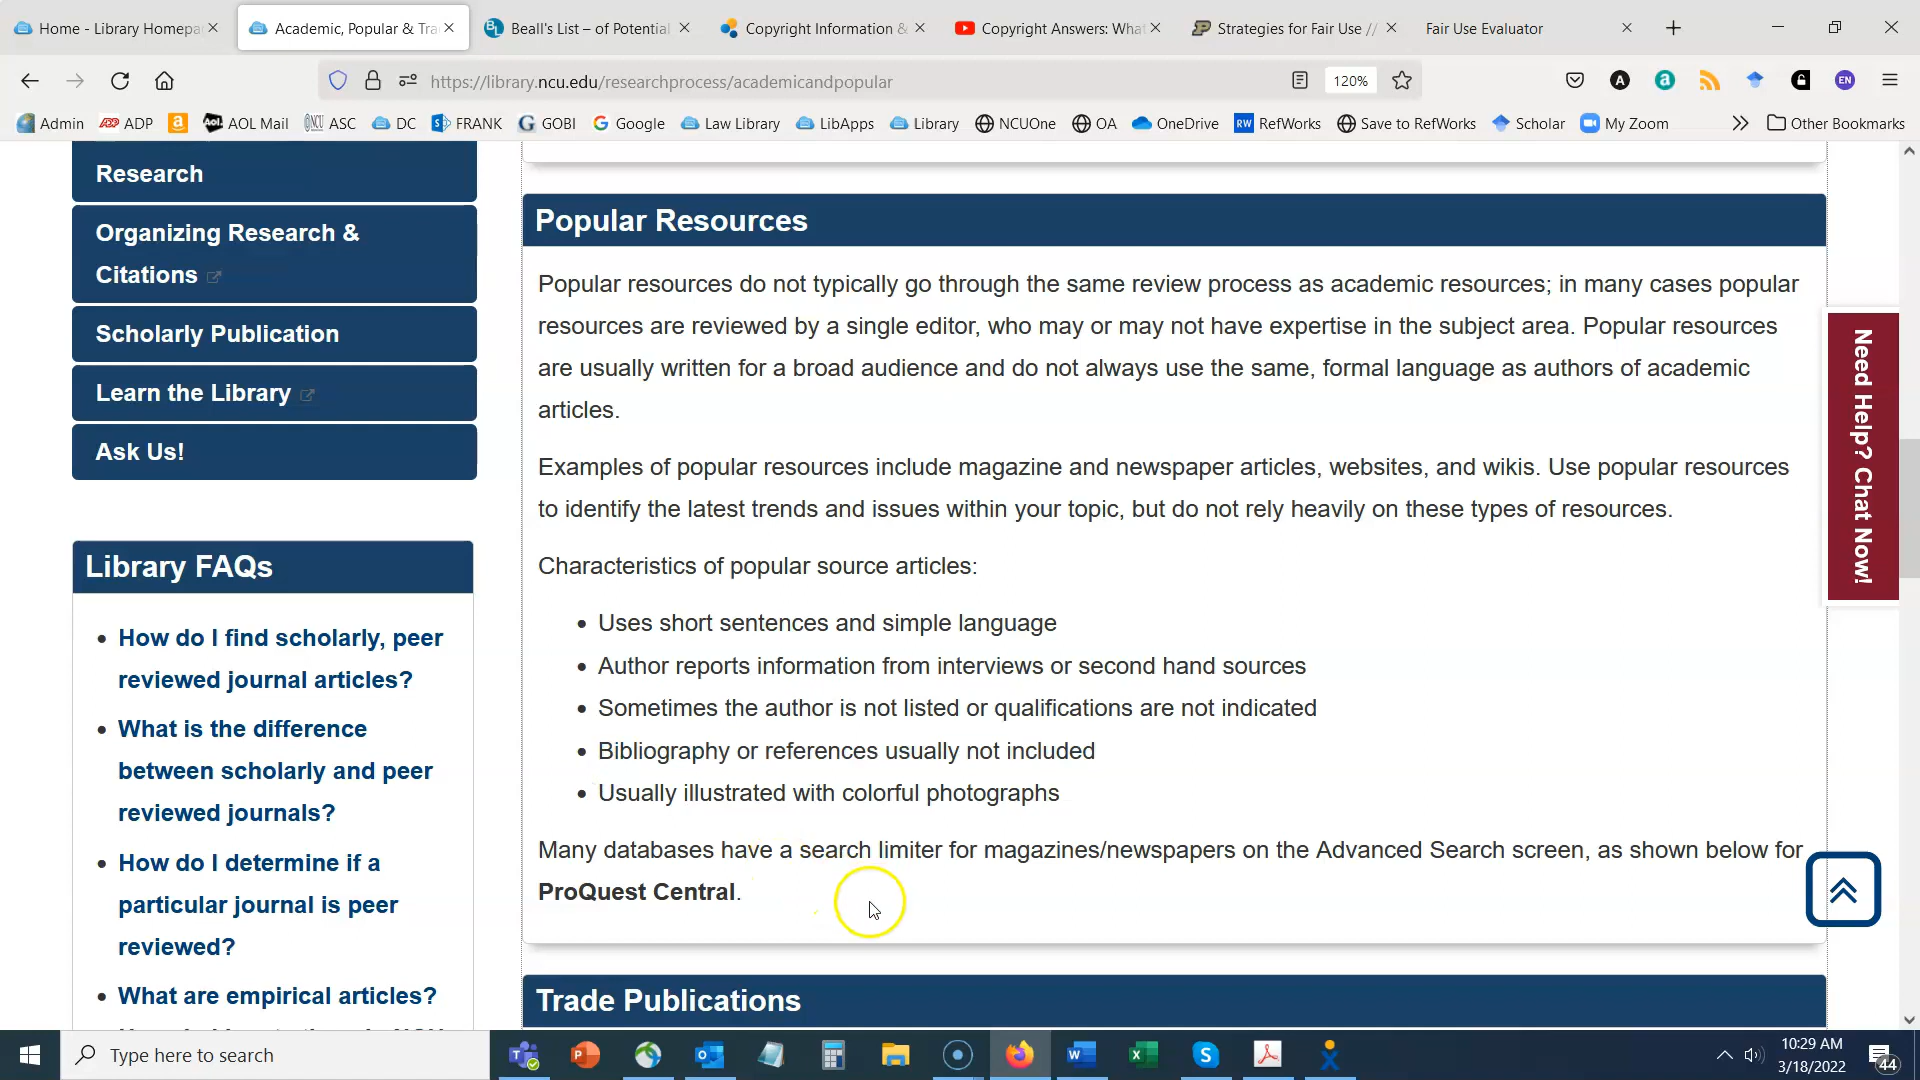 Home - Library Homepa
Academic, Popular & Tra
BL Beall's List – of Potential
Copyright Information &
Copyright Answers: What
Strategies for Fair Use //
Fair Use Evaluator
https://library.ncu.edu/researchprocess/academicandpopular
120%
Admin
ADP
AOL Mail
ASC
DC
FRANK
GOBI
Google
Law Library
LibApps
Library
NCUOne
OA
OneDrive
RefWorks
Save to RefWorks
Scholar
My Zoom
Other Bookmarks
Research
Organizing Research &
Citations
Scholarly Publication
Learn the Library
Ask Us!
Library FAQs
How do I find scholarly, peer
reviewed journal articles?
What is the difference
between scholarly and peer
reviewed journals?
How do I determine if a
particular journal is peer
reviewed?
What are empirical articles?
Popular Resources
Popular resources do not typically go through the same review process as academic resources; in many cases popular
resources are reviewed by a single editor, who may or may not have expertise in the subject area. Popular resources
are usually written for a broad audience and do not always use the same, formal language as authors of academic
articles.
Examples of popular resources include magazine and newspaper articles, websites, and wikis. Use popular resources
to identify the latest trends and issues within your topic, but do not rely heavily on these types of resources.
Characteristics of popular source articles:
Uses short sentences and simple language
Author reports information from interviews or second hand sources
Sometimes the author is not listed or qualifications are not indicated
Bibliography or references usually not included
Usually illustrated with colorful photographs
Many databases have a search limiter for magazines/newspapers on the Advanced Search screen, as shown below for
ProQuest Central.
Trade Publications
Need Help? Chat Now!
Type here to search
10:29 AM
3/18/2022
44